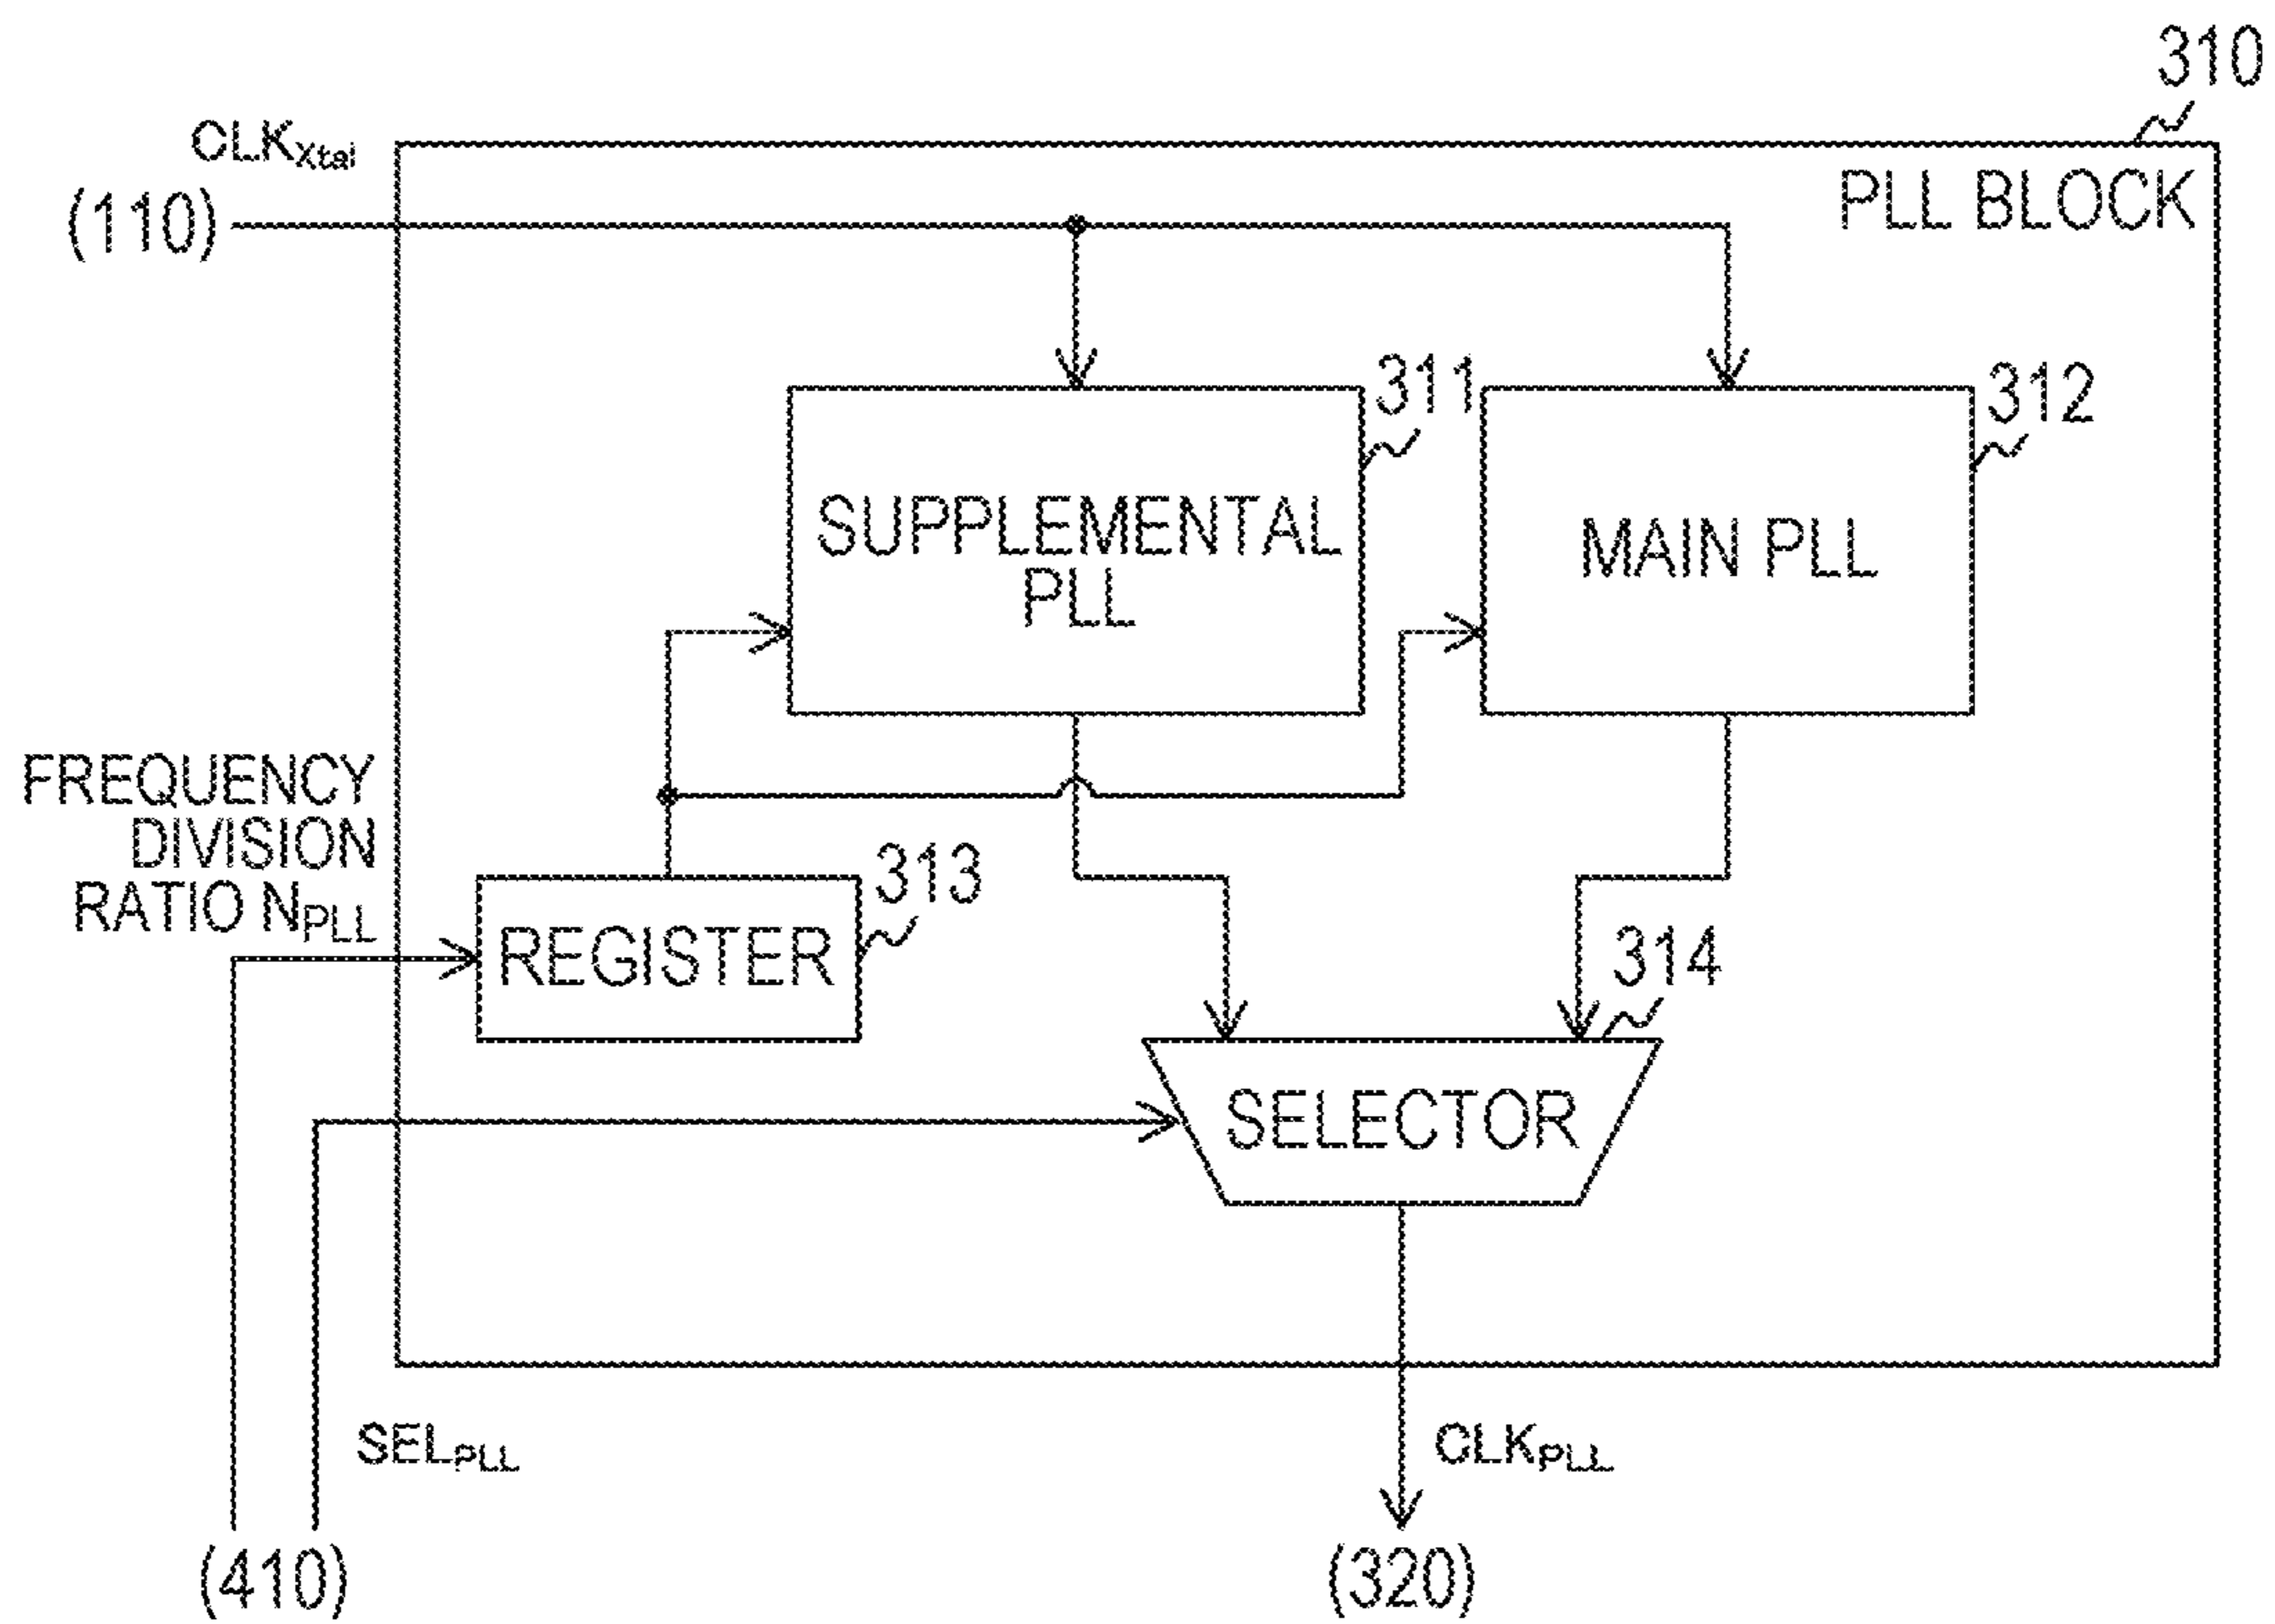 310
CLKXtal
(110)
PLL BLOCK
311
312
SUPPLEMENTAL
PLL
MAIN PLL
FREQUENCY
DIVISION
RATIO NPLL
313
REGISTER
314
SELECTOR
SELPLL
CLKPLL
(410)
(320)